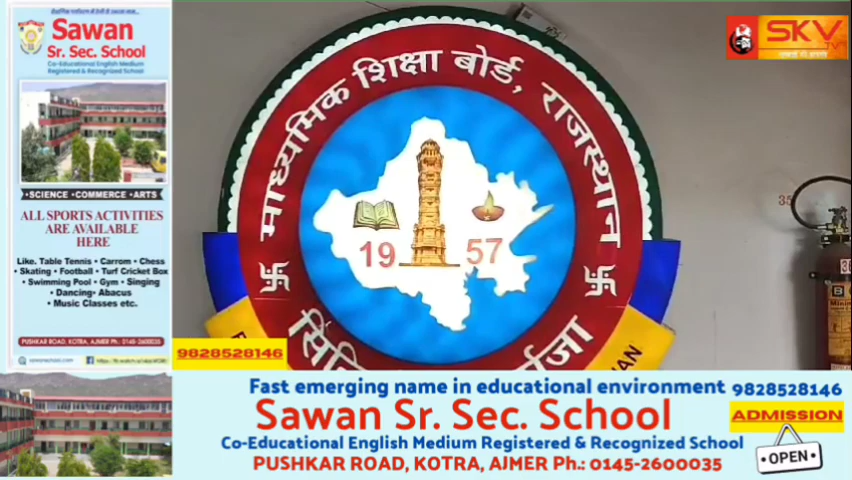 Sawan
Sr. Sec. School
Co-Educational English Medium
Registered & Recognized School
•SCIENCE •COMMERCE •ARTS
ALL SPORTS ACTIVITIES
ARE AVAILABLE
HERE
Like. Table Tennis • Carrom • Chess
• Skating • Football • Turf Cricket Box
• Swimming Pool • Gym • Singing
• Dancing• Abacus
• Music Classes etc.
PUSHKAR ROAD, KOTRA, AJMER Ph.: 0145-2600035
माध्यमिक शिक्षा बोर्ड, राजस्थान
19 57
SKV
TV
35
9828528146
Fast emerging name in educational environment 9828528146
Sawan Sr. Sec. School
ADMISSION
Co-Educational English Medium Registered & Recognized School
OPEN
PUSHKAR ROAD, KOTRA, AJMER Ph.: 0145-2600035